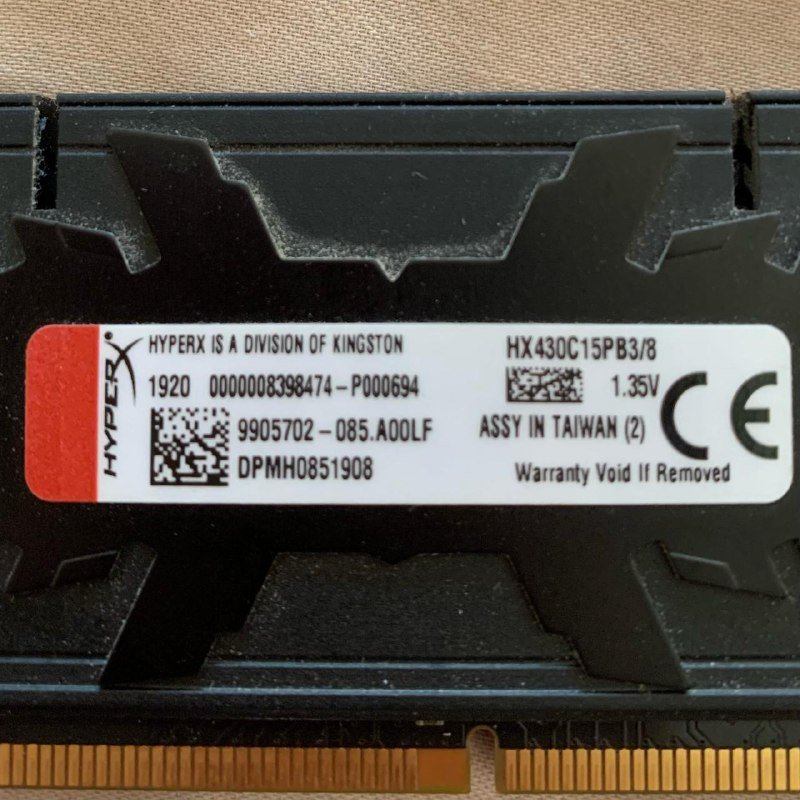 HYPERX®
HYPERX IS A DIVISION OF KINGSTON
1920 0000008398474-P000694
9905702-085.A00LF
DPMH0851908
HX430C15PB3/8
1.35V
ASSY IN TAIWAN (2)
Warranty Void If Removed
CE